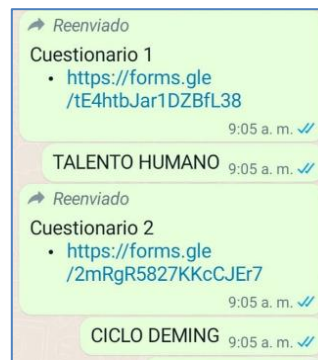 Reenviado
Cuestionario 1
• https://forms.gle
/tE4htbJar1DZBfL38
9:05 a. m.
TALENTO HUMANO 9:05 a. m.
Reenviado
Cuestionario 2
• https://forms.gle
/2mRgR5827KKcCJEr7
9:05 a. m.
CICLO DEMING 9:05 a. m.